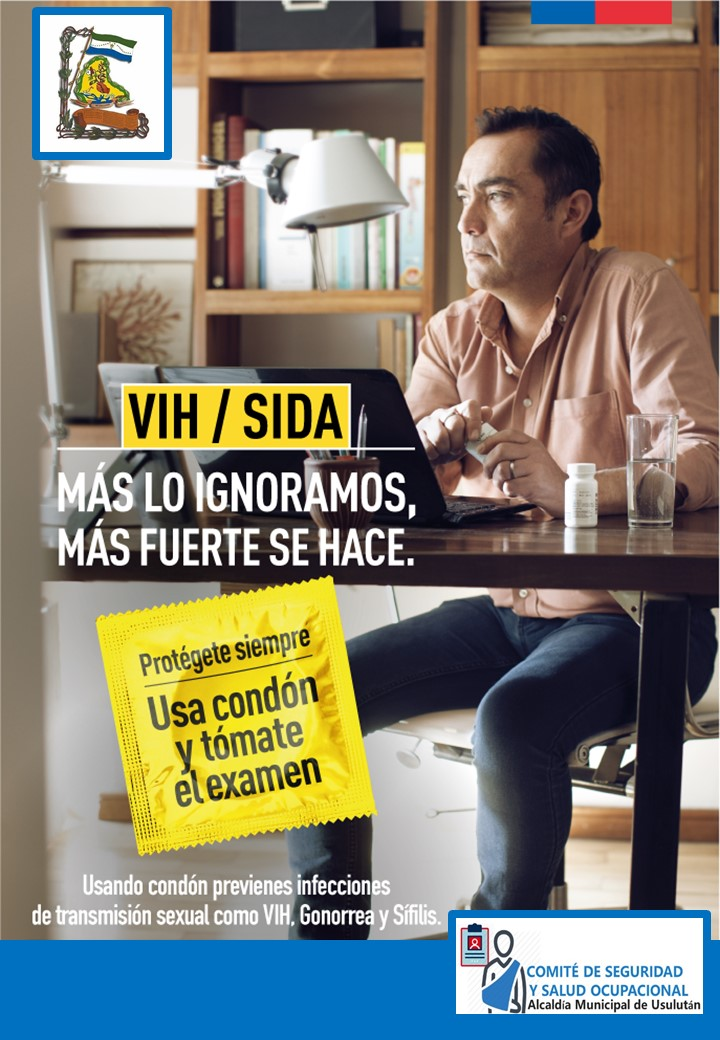 VIH / SIDA
MÁS LO IGNORAMOS,
MÁS FUERTE SE HACE.
Protégete siempre
Usa condón
y tómate
el examen
Usando condón previenes infecciones
de transmisión sexual como VIH, Gonorrea y Sífilis.
COMITÉ DE SEGURIDAD
Y SALUD OCUPACIONAL
Alcaldía Municipal de Usulután